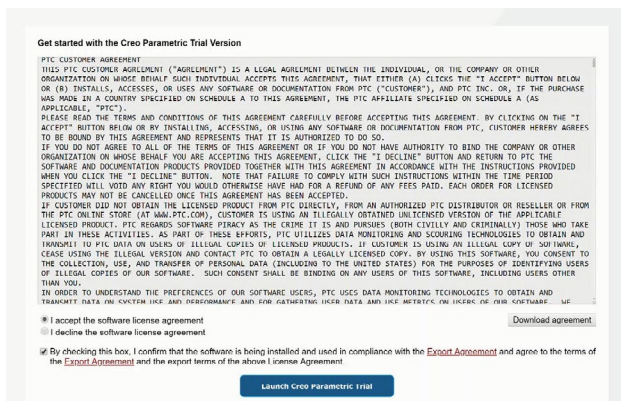 Get started with the Creo Parametric Trial Version
PTC CUSTOMER AGREEMENT
THIS PTC CUSTOMER AGREEMENT ("AGREEMENT") IS A LEGAL AGREEMENT BETWEEN THE INDIVIDUAL, OR THE COMPANY OR OTHER
ORGANIZATION ON WHOSE BEHALF SUCH INDIVIDUAL ACCEPTS THIS AGREEMENT, THAT EITHER (A) CLICKS THE "I ACCEPT" BUTTON BELOW
OR (B) INSTALLS, ACCESSES, OR USES ANY SOFTWARE OR DOCUMENTATION FROM PTC ("CUSTOMER"), AND PTC INC. OR, IF THE PURCHASE
WAS MADE IN A COUNTRY SPECIFIED ON SCHEDULE A TO THIS AGREEMENT, THE PTC AFFILIATE SPECIFIED ON SCHEDULE A (AS
APPLICABLE, "PTC").
PLEASE READ THE TERMS AND CONDITIONS OF THIS AGREEMENT CAREFULLY BEFORE ACCEPTING THIS AGREEMENT. BY CLICKING ON THE "I
ACCEPT" BUTTON BELOW OR BY INSTALLING, ACCESSING, OR USING ANY SOFTWARE OR DOCUMENTATION FROM PTC, CUSTOMER HEREBY AGREES
TO BE BOUND BY THIS AGREEMENT AND REPRESENTS THAT IT IS AUTHORIZED TO DO SO.
IF YOU DO NOT AGREE TO ALL OF THE TERMS OF THIS AGREEMENT OR IF YOU DO NOT HAVE AUTHORITY TO BIND THE COMPANY OR OTHER
ORGANIZATION ON WHOSE BEHALF YOU ARE ACCEPTING THIS AGREEMENT, CLICK THE "I DECLINE" BUTTON AND RETURN TO PTC THE
SOFTWARE AND DOCUMENTATION PRODUCTS PROVIDED TOGETHER WITH THIS AGREEMENT IN ACCORDANCE WITH THE INSTRUCTIONS PROVIDED
WHEN YOU CLICK THE "I DECLINE" BUTTON. NOTE THAT FAILURE TO COMPLY WITH SUCH INSTRUCTIONS WITHIN THE TIME PERIOD
SPECIFIED WILL VOID ANY RIGHT YOU WOULD OTHERWISE HAVE HAD FOR A REFUND OF ANY FEES PAID. EACH ORDER FOR LICENSED
PRODUCTS MAY NOT BE CANCELLED ONCE THIS AGREEMENT HAS BEEN ACCEPTED.
IF CUSTOMER DID NOT OBTAIN THE LICENSED PRODUCT FROM PTC DIRECTLY, FROM AN AUTHORIZED PTC DISTRIBUTOR OR RESELLER OR FROM
THE PTC ONLINE STORE (AT WWW.PTC.COM), CUSTOMER IS USING AN ILLEGALLY OBTAINED UNLICENSED VERSION OF THE APPLICABLE
LICENSED PRODUCT. PTC REGARDS SOFTWARE PIRACY AS THE CRIME IT IS AND PURSUES (BOTH CIVILLY AND CRIMINALLY) THOSE WHO TAKE
PART IN THESE ACTIVITIES. AS PART OF THESE EFFORTS, PTC UTILIZES DATA MONITORING AND SCOURING TECHNOLOGIES TO OBTAIN AND
TRANSMIT TO PTC DATA ON USERS OF ILLEGAL COPIES OF LICENSED PRODUCTS. IF CUSTOMER IS USING AN ILLEGAL COPY OF SOFTWARE,
CEASE USING THE ILLEGAL VERSION AND CONTACT PTC TO OBTAIN A LEGALLY LICENSED COPY. BY USING THIS SOFTWARE, YOU CONSENT TO
THE COLLECTION, USE, AND TRANSFER OF PERSONAL DATA (INCLUDING TO THE UNITED STATES) FOR THE PURPOSES OF IDENTIFYING USERS
OF ILLEGAL COPIES OF OUR SOFTWARE. SUCH CONSENT SHALL BE BINDING ON ANY USERS OF THIS SOFTWARE, INCLUDING USERS OTHER
THAN YOU.
IN ORDER TO UNDERSTAND THE PREFERENCES OF OUR SOFTWARE USERS, PTC USES DATA MONITORING TECHNOLOGIES TO OBTAIN AND
TRANSMIT DATA ON SYSTEM USE AND PERFORMANCE AND FOR GATHERING USER DATA AND USE METRICS ON USERS OF OUR SOFTWARE. WE
I accept the software license agreement
Download agreement
I decline the software license agreement
By checking this box, I confirm that the software is being installed and used in compliance with the Export Agreement and agree to the terms of
the Export Agreement and the export terms of the above License Agreement.
Launch Creo Parametric Trial